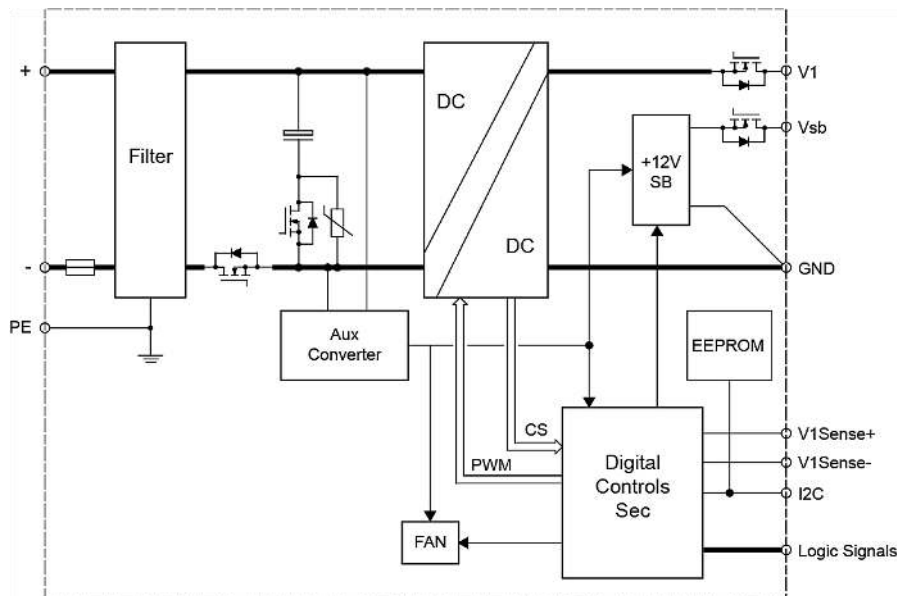 +
V1
DC
Vsb
Filter
+12V
SB
DC
-
GND
PE
Aux
Converter
EEPROM
CS
V1Sense+
PWM
Digital
Controls
Sec
V1Sense-
I2C
FAN
Logic Signals